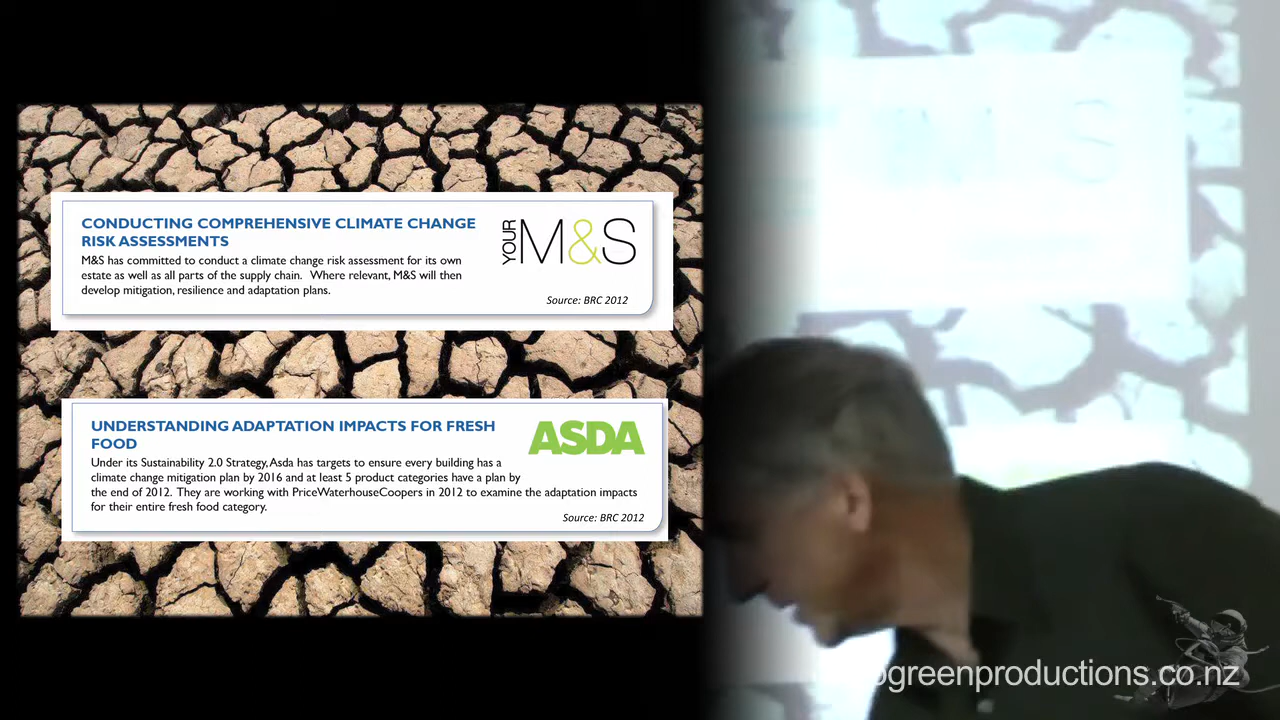 CONDUCTING COMPREHENSIVE CLIMATE CHANGE
RISK ASSESSMENTS
M&S has committed to conduct a climate change risk assessment for its own
estate as well as all parts of the supply chain. Where relevant, M&S will then
develop mitigation, resilience and adaptation plans.
YOUR M&S
Source: BRC 2012
UNDERSTANDING ADAPTATION IMPACTS FOR FRESH
FOOD
ASDA
Under its Sustainability 2.0 Strategy, Asda has targets to ensure every building has a
climate change mitigation plan by 2016 and at least 5 product categories have a plan by
the end of 2012. They are working with PriceWaterhouseCoopers in 2012 to examine the adaptation impacts
for their entire fresh food category.
Source: BRC 2012
M S